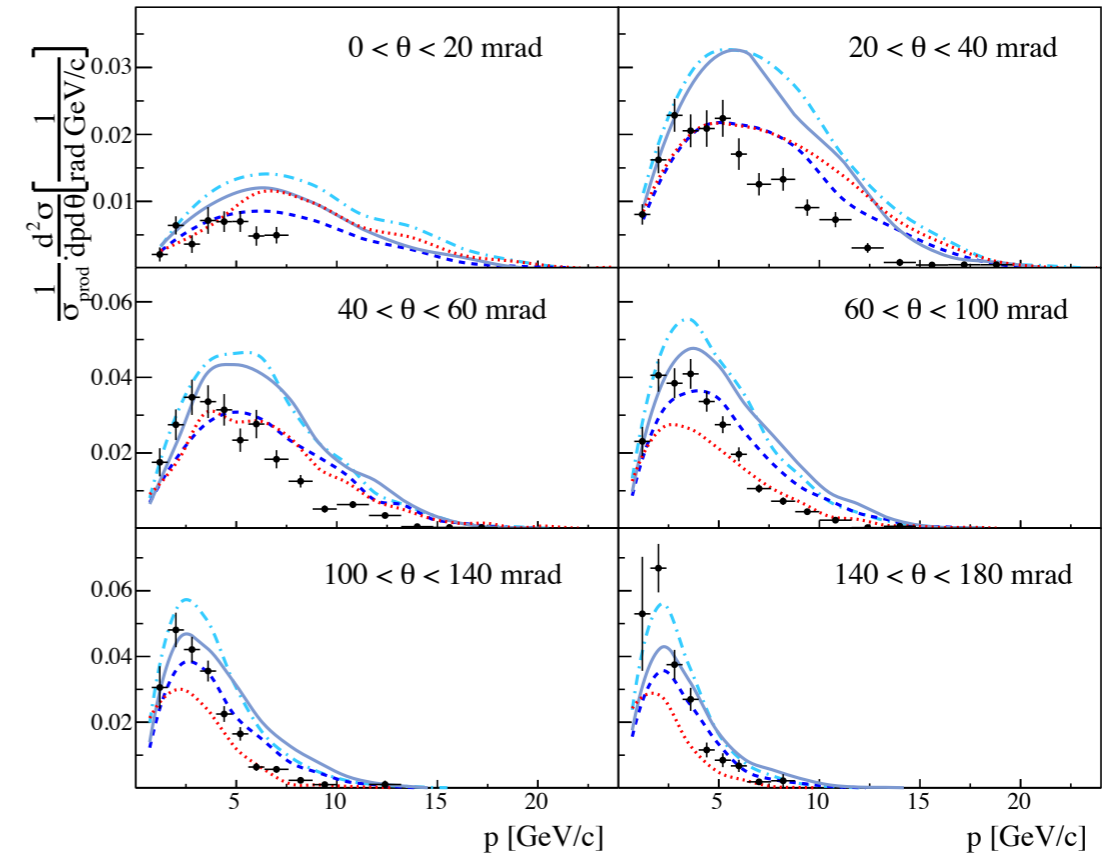 1/σ_prod · d²σ/dpdθ [1/rad GeV/c]
0 < θ < 20 mrad
20 < θ < 40 mrad
0.03
0.02
0.01
40 < θ < 60 mrad
60 < θ < 100 mrad
0.06
0.04
0.02
100 < θ < 140 mrad
140 < θ < 180 mrad
0.06
0.04
0.02
5 10 15 20 5 10 15 20
p [GeV/c] p [GeV/c]